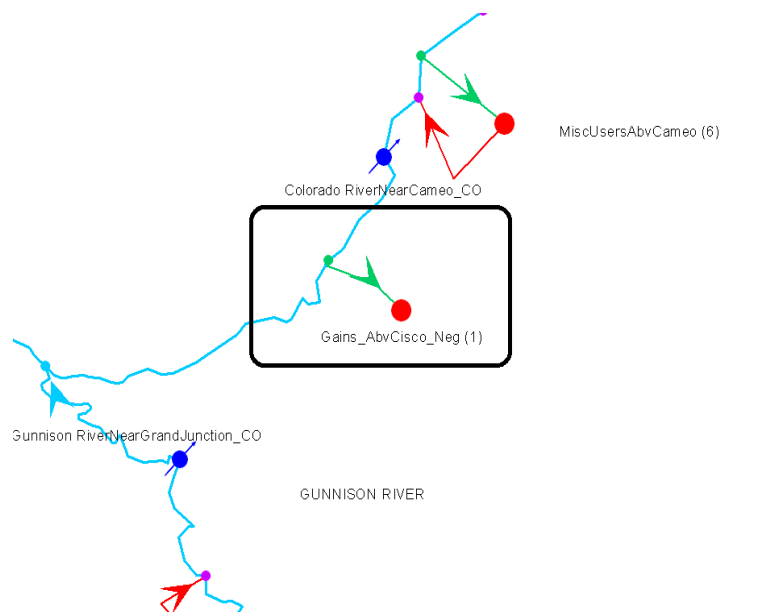 MiscUsersAbvCameo (6)
Colorado RiverNearCameo_CO
Gains_AbvCisco_Neg (1)
Gunnison RiverNearGrandJunction_CO
GUNNISON RIVER